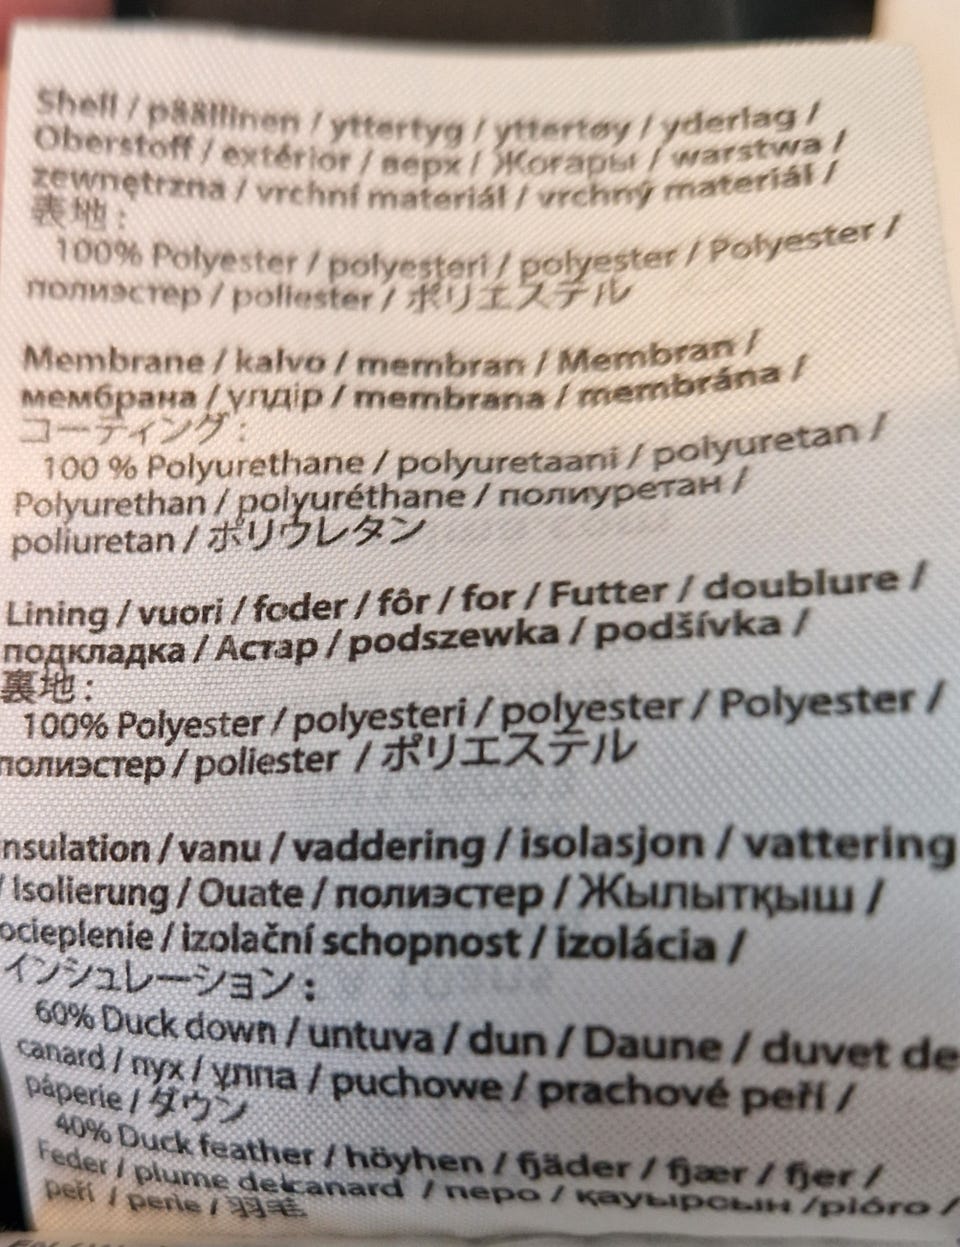 Shell / päällinen / yttertyg / yttertøy / yderlag /
Oberstoff / extérior / верх / Жоғары / warstwa /
zewnętrzna / vrchní materiál / vrchný materiál /
表地 :
100% Polyester / polyesteri / polyester / Polyester /
полиэстер / poliester / ポリエステル
Membrane / kalvo / membran / Membran /
мембрана / үлдір / membrana / membrána /
コーティング :
100 % Polyurethane / polyuretaani / polyuretan /
Polyurethan / polyuréthane / полиуретан /
poliuretan / ポリウレタン
Lining / vuori / foder / fôr / for / Futter / doublure /
подкладка / Астар / podszewka / podšívka /
裏地 :
100% Polyester / polyesteri / polyester / Polyester /
полиэстер / poliester / ポリエステル
nsulation / vanu / vaddering / isolasjon / vattering
/ Isolierung / Ouate / полиэстер / Жылытқыш /
ocieplenie / izolační schopnost / izolácia /
インシュレーション :
60% Duck down / untuva / dun / Daune / duvet de
canard / пух / үлпа / puchowe / prachové peří /
páperie / ダウン
40% Duck feather / höyhen / fjäder / fjær / fjer /
Feder / plume de canard / перо / қауырсын /pióro /
peří / perie / 羽毛